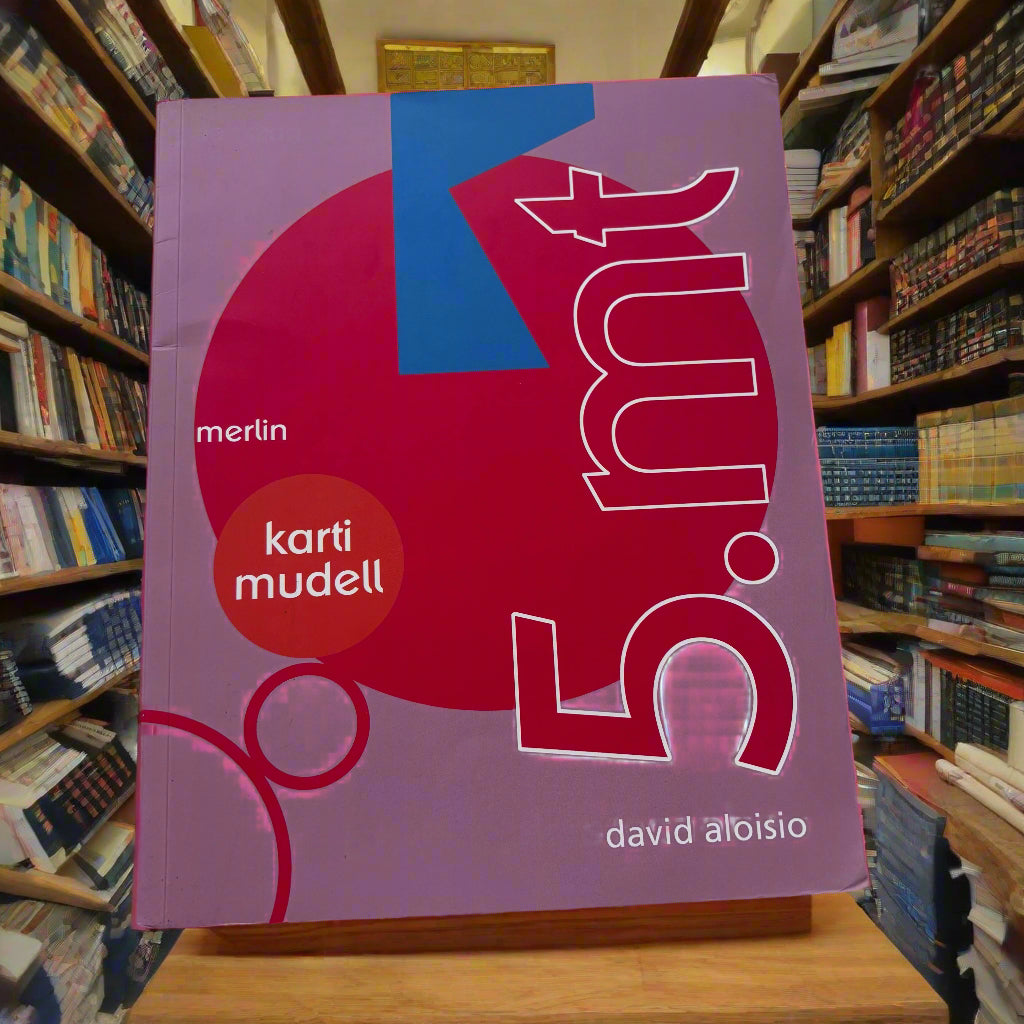 merlin
karti
mudell
5.mt
david aloisio